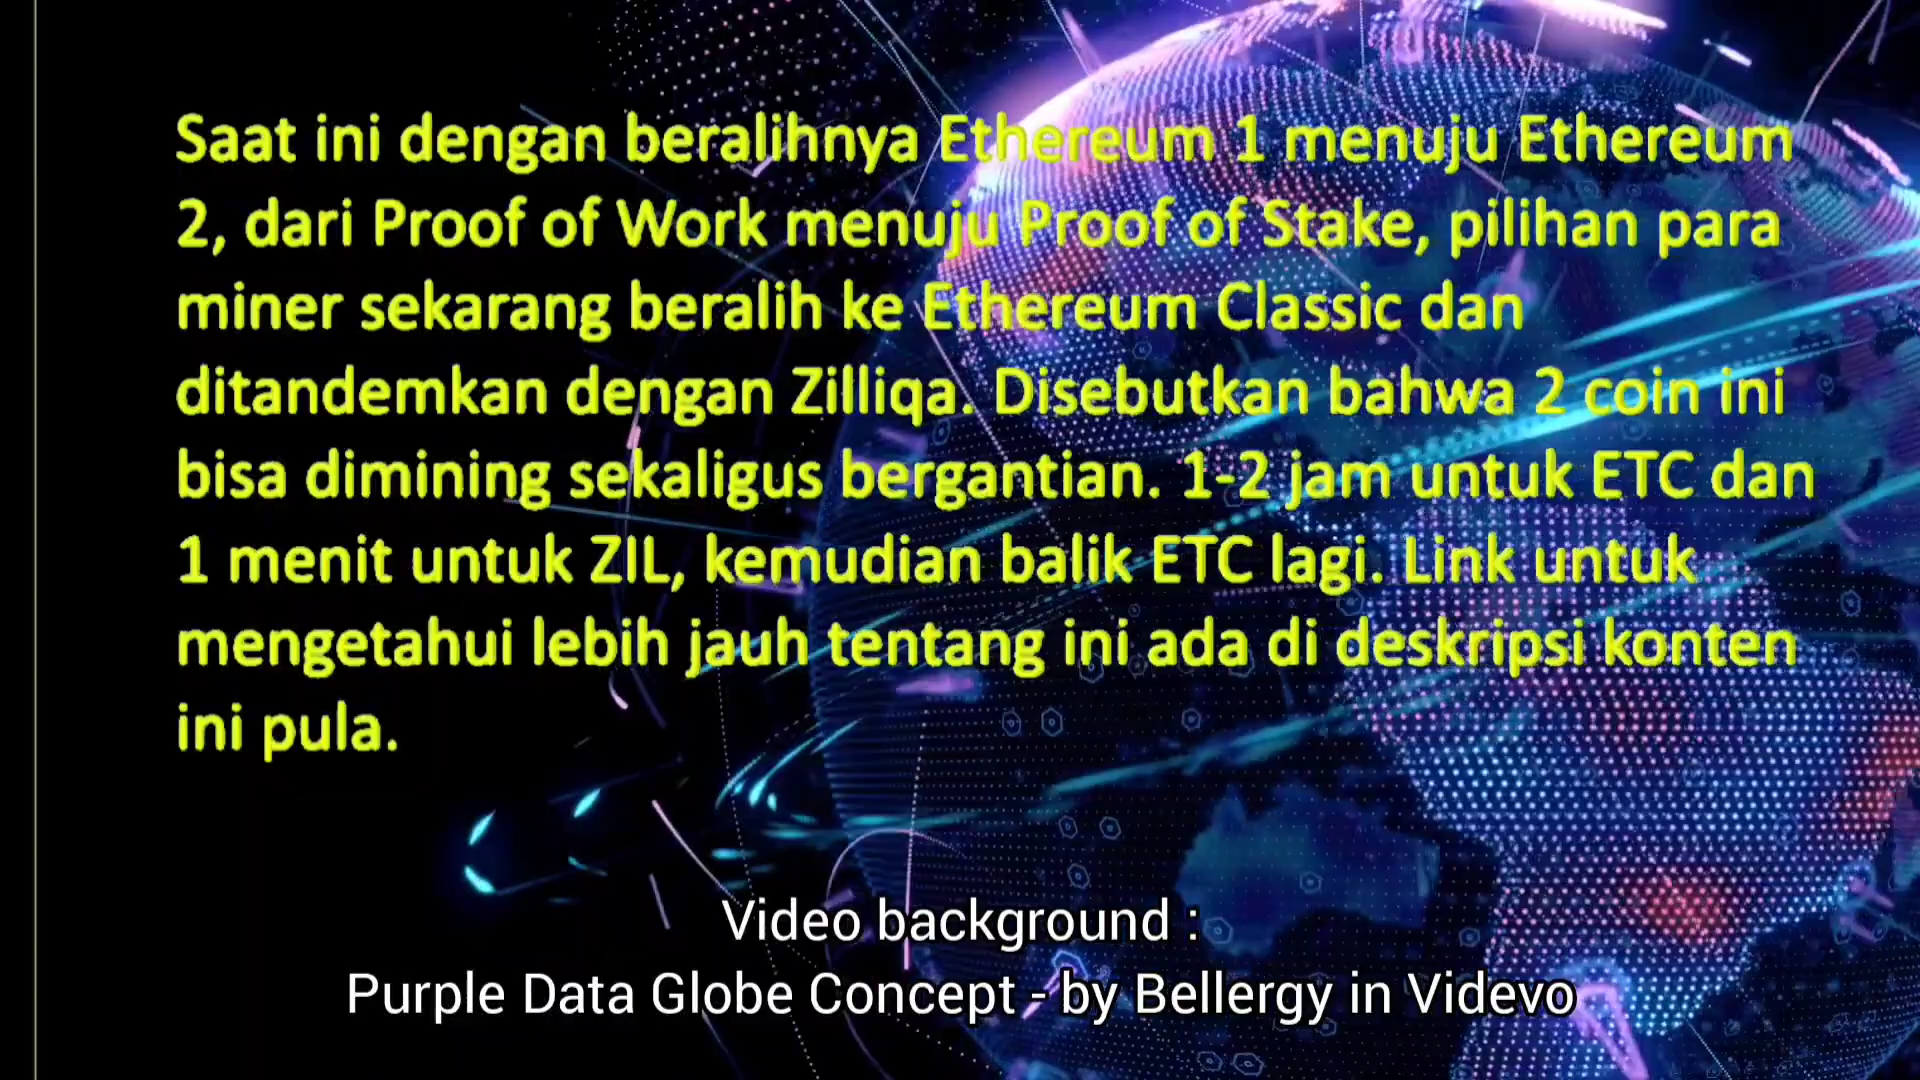 Saat ini dengan beralihnya Ethereum 1 menuju Ethereum
2, dari Proof of Work menuju Proof of Stake, pilihan para
miner sekarang beralih ke Ethereum Classic dan
ditandemkan dengan Zilliqa. Disebutkan bahwa 2 coin ini
bisa dimining sekaligus bergantian. 1-2 jam untuk ETC dan
1 menit untuk ZIL, kemudian balik ETC lagi. Link untuk
mengetahui lebih jauh tentang ini ada di deskripsi konten
ini pula.
Video background :
Purple Data Globe Concept - by Bellergy in Videvo